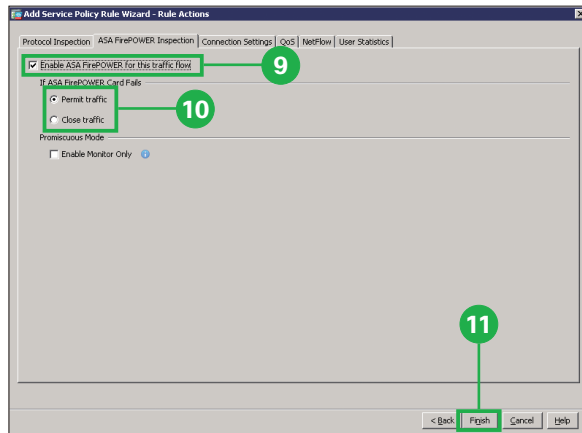 Add Service Policy Rule Wizard - Rule Actions
Protocol Inspection ASA FirePOWER Inspection Connection Settings QoS NetFlow User Statistics
Enable ASA FirePOWER for this traffic flow
9
If ASA FirePOWER Card Fails
Permit traffic
10
Close traffic
Promiscuous Mode
Enable Monitor Only
11
< Back Finish Cancel Help